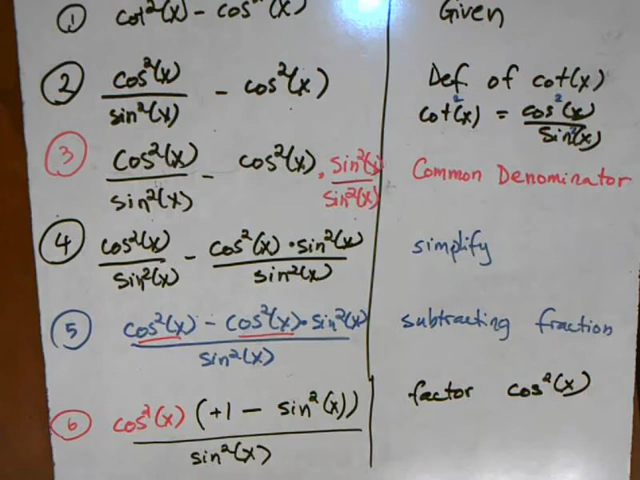 ① cot²(x) - cos²(x) Given
② cos²(x)/sin²(x) - cos²(x) Def of cot(x)
cot²(x) = cos²(x)/sin²(x)
③ cos²(x)/sin²(x) - cos²(x) · sin²(x)/sin²(x) Common Denominator
④ cos²(x)/sin²(x) - cos²(x) · sin²(x)/sin²(x) simplify
⑤ cos²(x) - cos²(x) · sin²(x)/sin²(x) subtracting fraction
⑥ cos²(x) (+1 - sin²(x))/sin²(x) factor cos²(x)